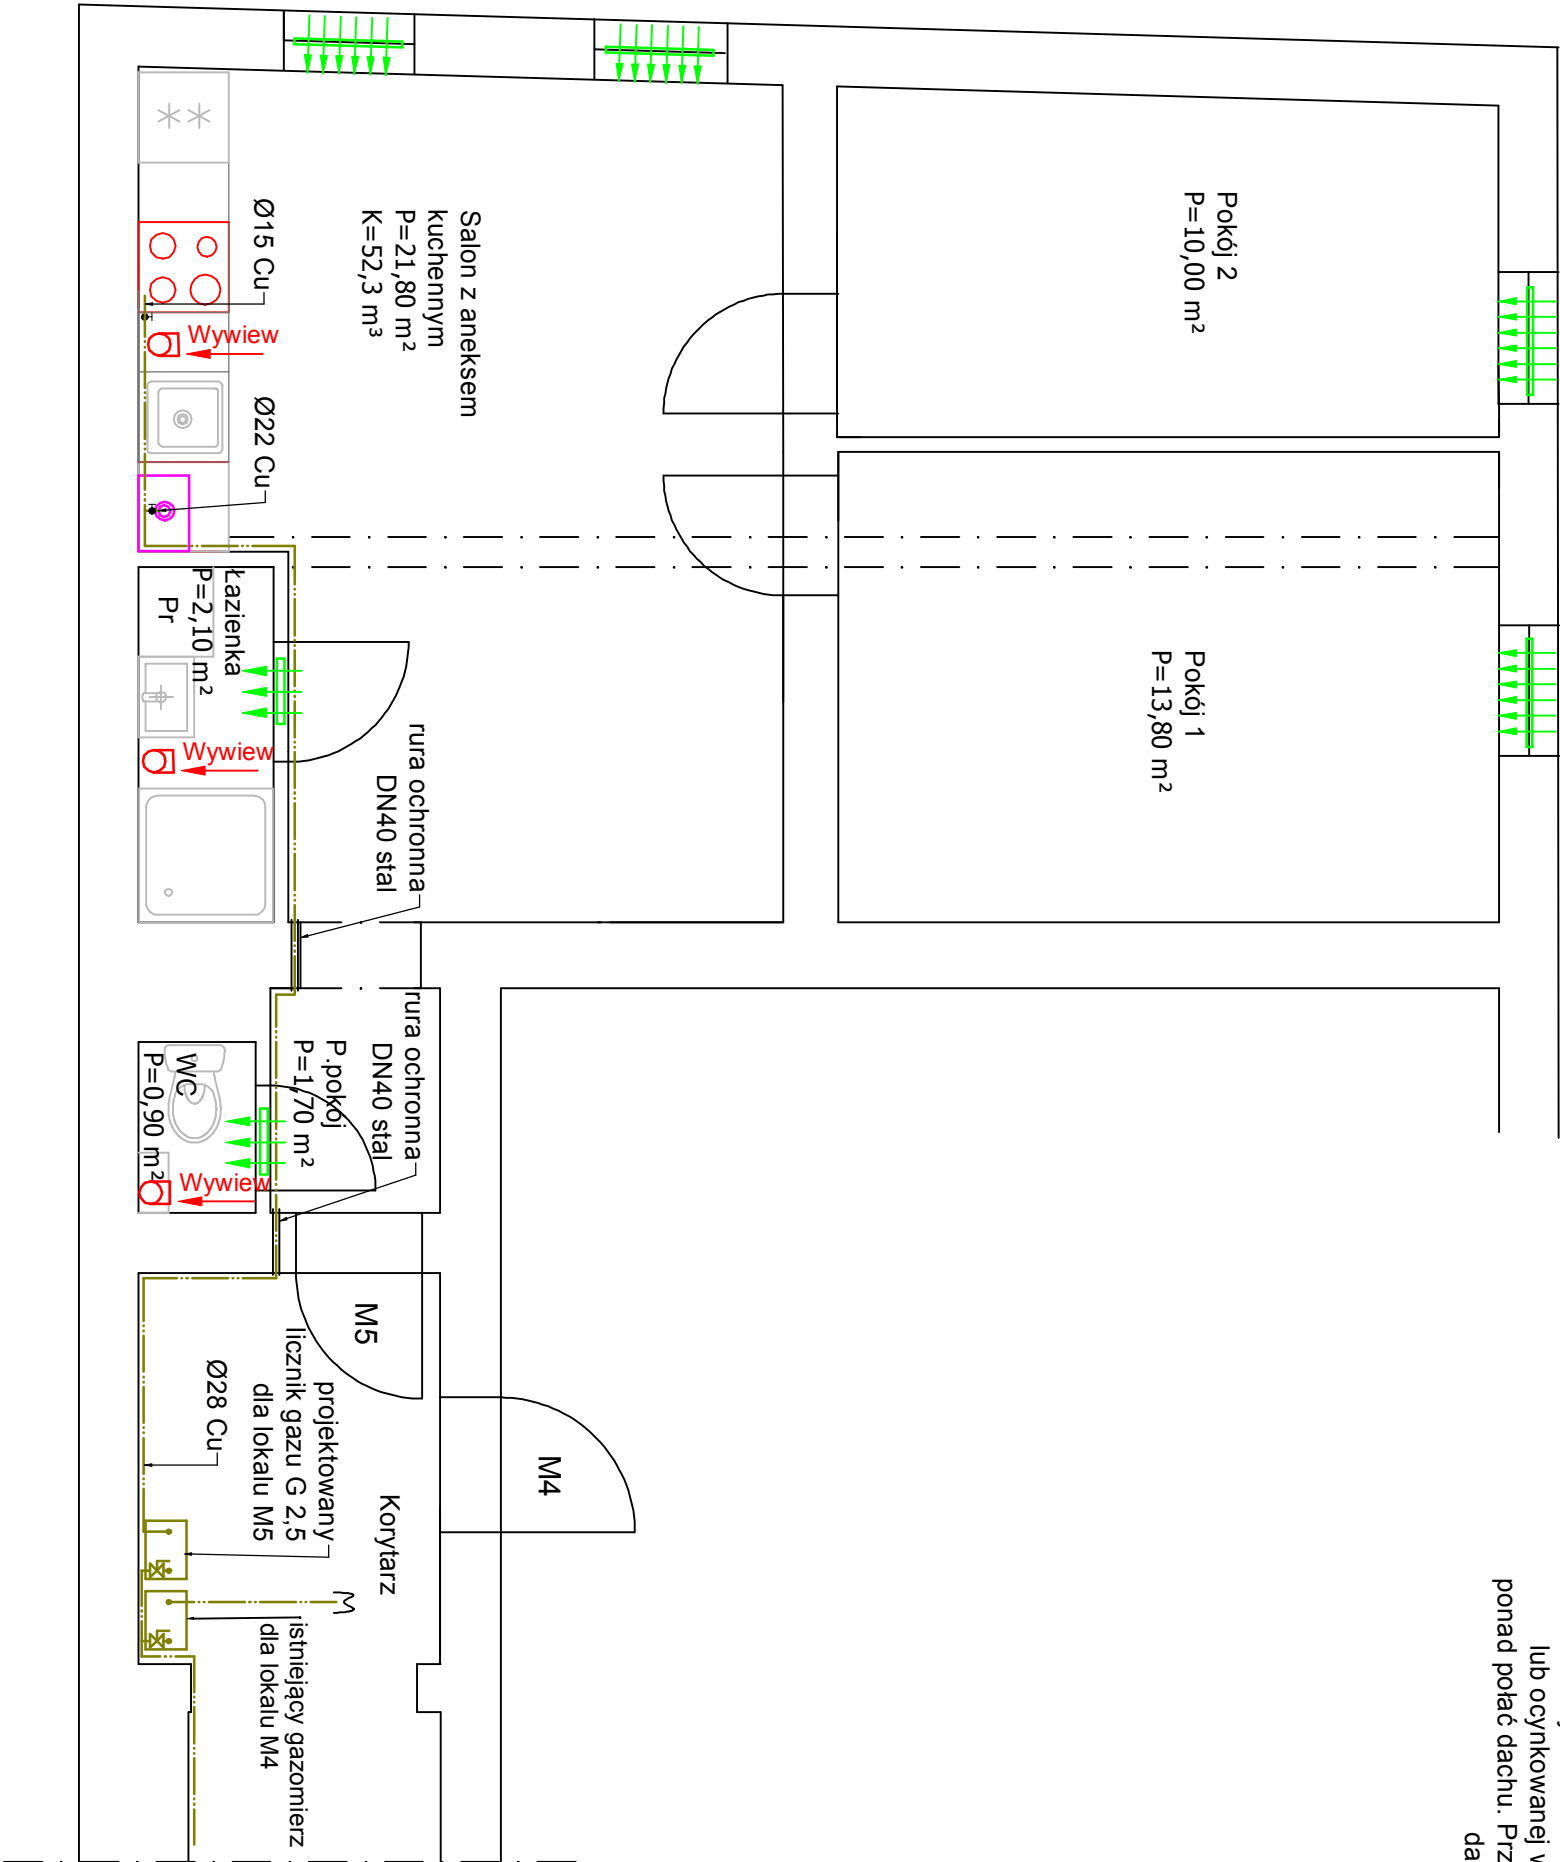 Pokój 2
P=10,00 m²
Salon z aneksem
kuchennym
P=21,80 m²
K=52,3 m³
Ø15 Cu
Wywiew
Ø22 Cu
Pokój 1
P=13,80 m²
Łazienka
P=2,10 m²
Pr
Wywiew
rura ochronna
DN40 stal
rura ochronna
DN40 stal
P.pokój
P=1,70 m²
WC
P=0,90 m²
Wywiew
M5
M4
projektowany
licznik gazu G 2,5
dla lokalu M5
Ø28 Cu
Korytarz
istniejący gazomierz
dla lokalu M4
lub ocynkowanej
ponad połać dachu. Prz
da